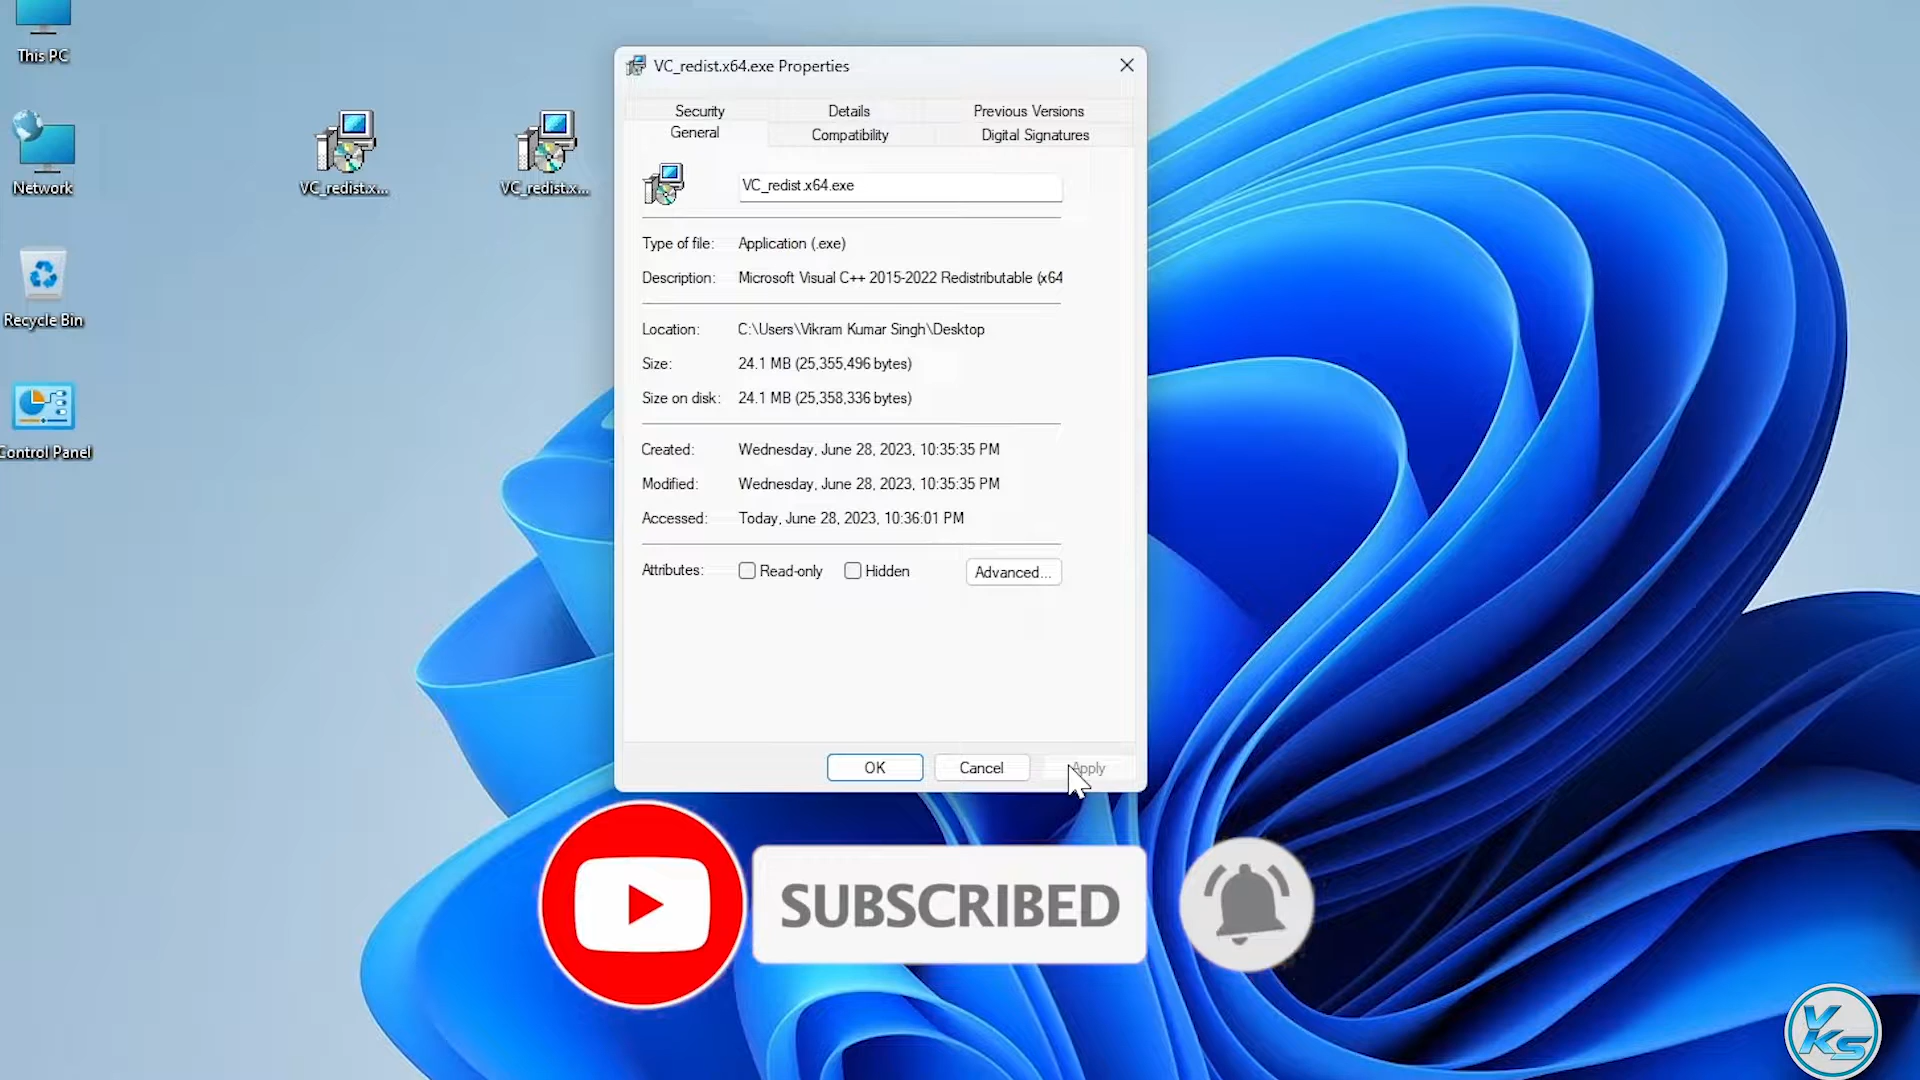 This PC
Network
Recycle Bin
Control Panel
VC_redist.x...
VC_redist.x...
VC_redist.x64.exe Properties
Security
Details
Previous Versions
General
Compatibility
Digital Signatures
VC_redist.x64.exe
Type of file: Application (.exe)
Description: Microsoft Visual C++ 2015-2022 Redistributable (x64
Location: C:\Users\Vikram Kumar Singh\Desktop
Size: 24.1 MB (25,355,496 bytes)
Size on disk: 24.1 MB (25,358,336 bytes)
Created: Wednesday, June 28, 2023, 10:35:35 PM
Modified: Wednesday, June 28, 2023, 10:35:35 PM
Accessed: Today, June 28, 2023, 10:36:01 PM
Attributes: Read-only Hidden Advanced...
OK Cancel Apply
SUBSCRIBED
VKS